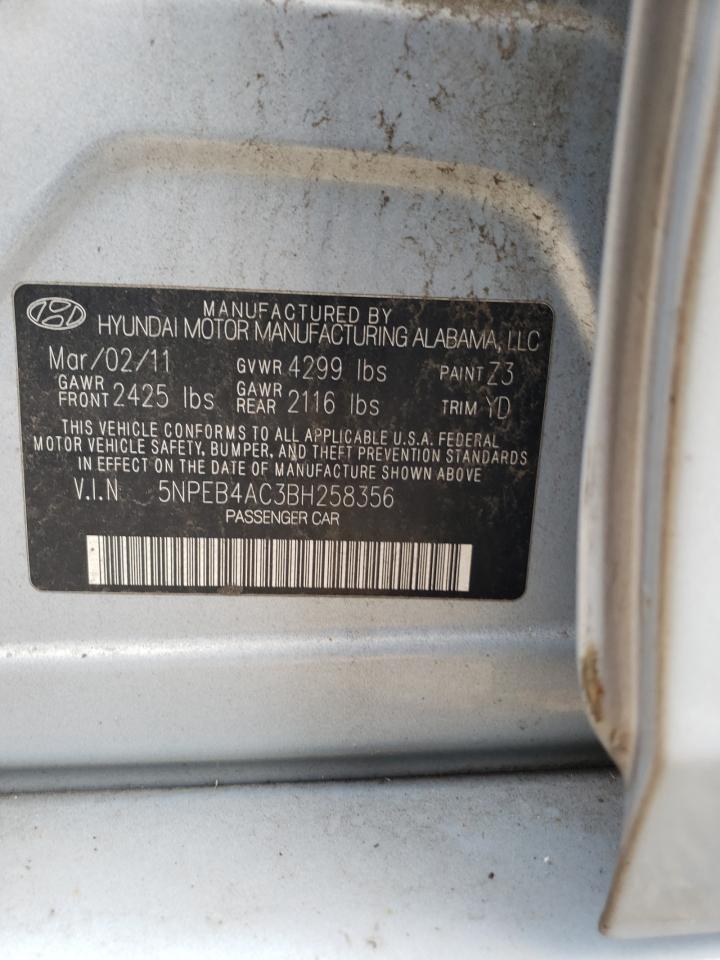 MANUFACTURED BY
HYUNDAI MOTOR MANUFACTURING ALABAMA, LLC
Mar/02/11 GVWR 4299 lbs PAINT Z3
GAWR FRONT 2425 lbs GAWR REAR 2116 lbs TRIM YD
THIS VEHICLE CONFORMS TO ALL APPLICABLE U.S.A. FEDERAL
MOTOR VEHICLE SAFETY, BUMPER, AND THEFT PREVENTION STANDARDS
IN EFFECT ON THE DATE OF MANUFACTURE SHOWN ABOVE
V.I.N 5NPEB4AC3BH258356
PASSENGER CAR